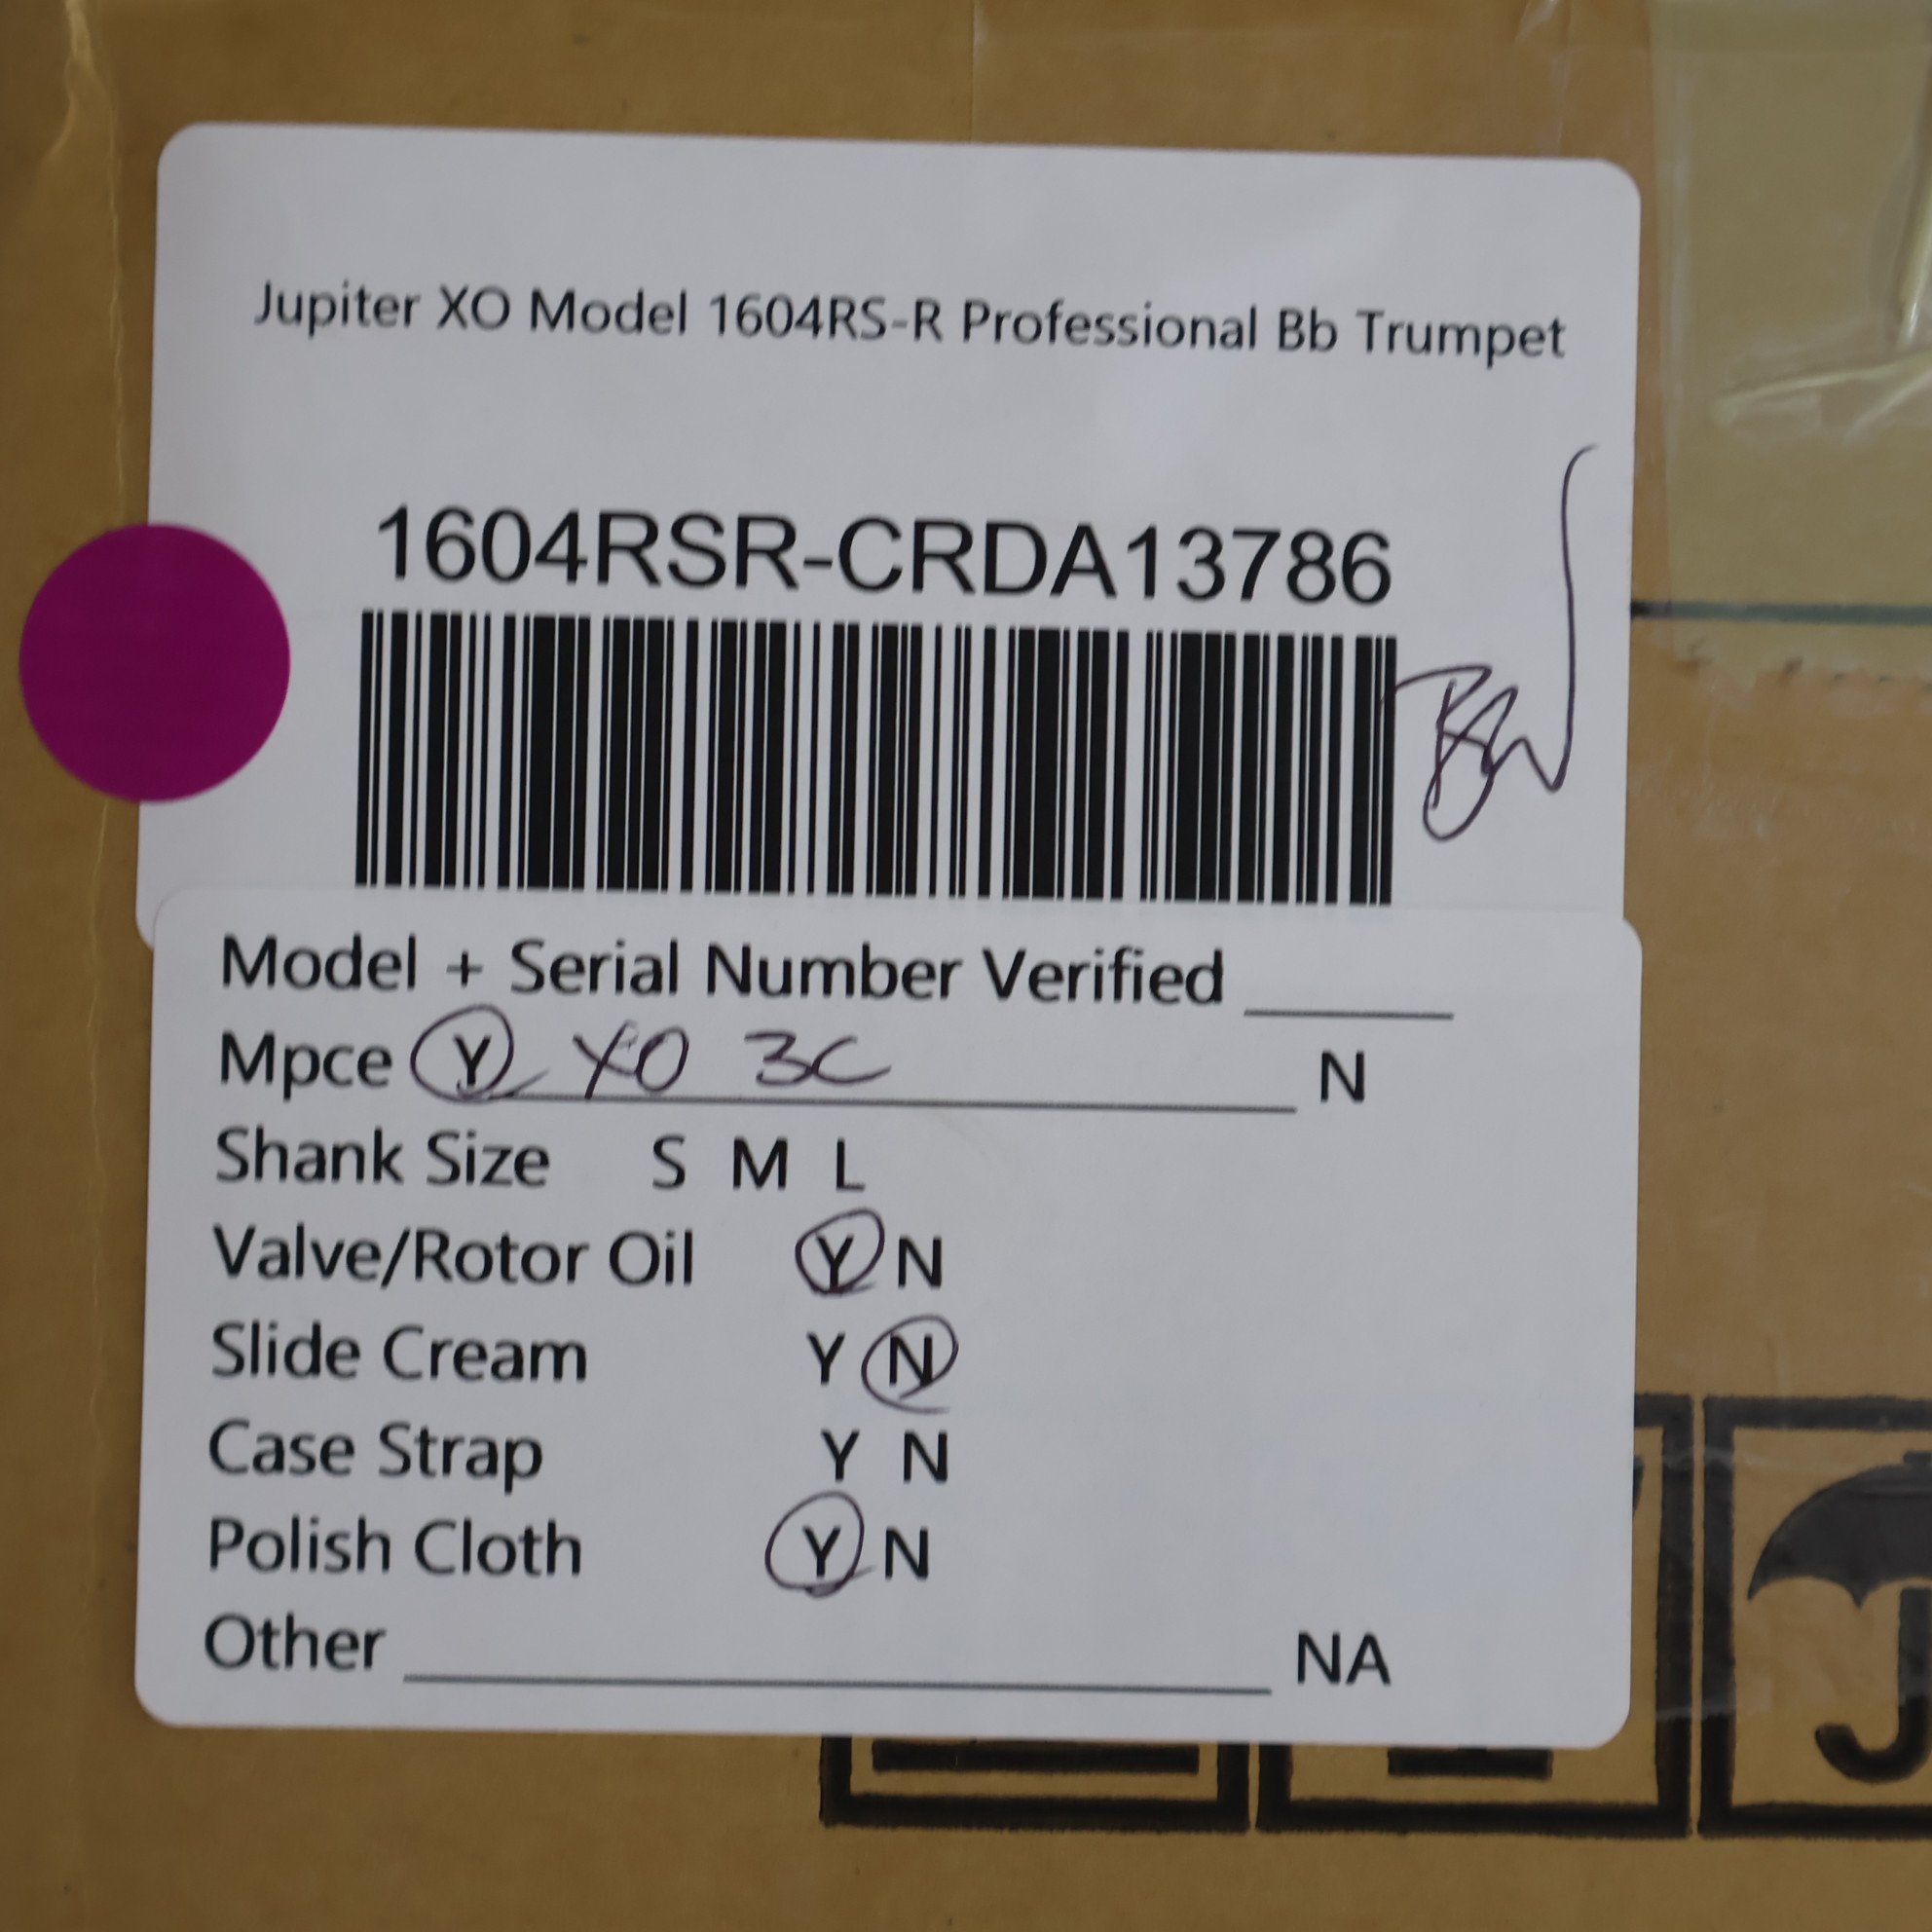 Jupiter XO Model 1604RS-R Professional Bb Trumpet
1604RSR-CRDA13786
Model + Serial Number Verified
Mpce Y XO 3C N
Shank Size S M L
Valve/Rotor Oil Y N
Slide Cream Y N
Case Strap Y N
Polish Cloth Y N
Other NA